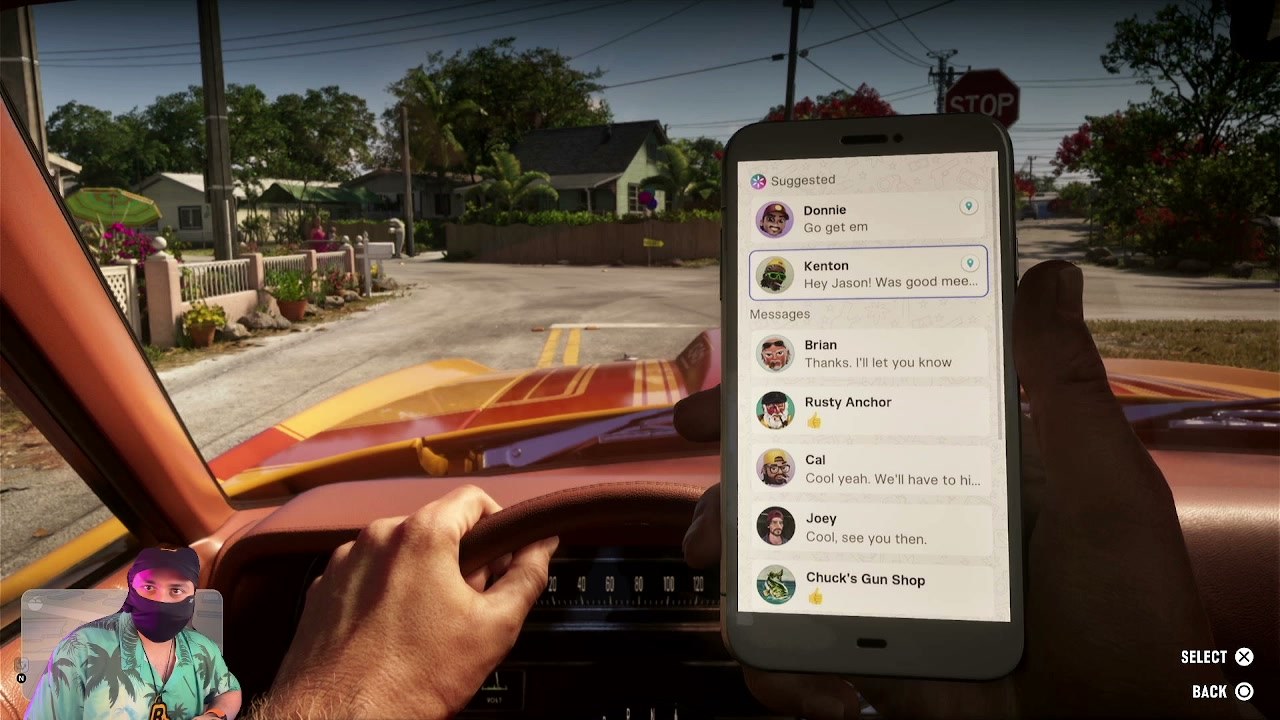 STOP
Suggested
Donnie
Go get em
Kenton
Hey Jason! Was good mee...
Messages
Brian
Thanks. I'll let you know
Rusty Anchor
Cal
Cool yeah. We'll have to hi...
Joey
Cool, see you then.
Chuck's Gun Shop
20 40 60 80 100 120
VOLT
SELECT
BACK
N